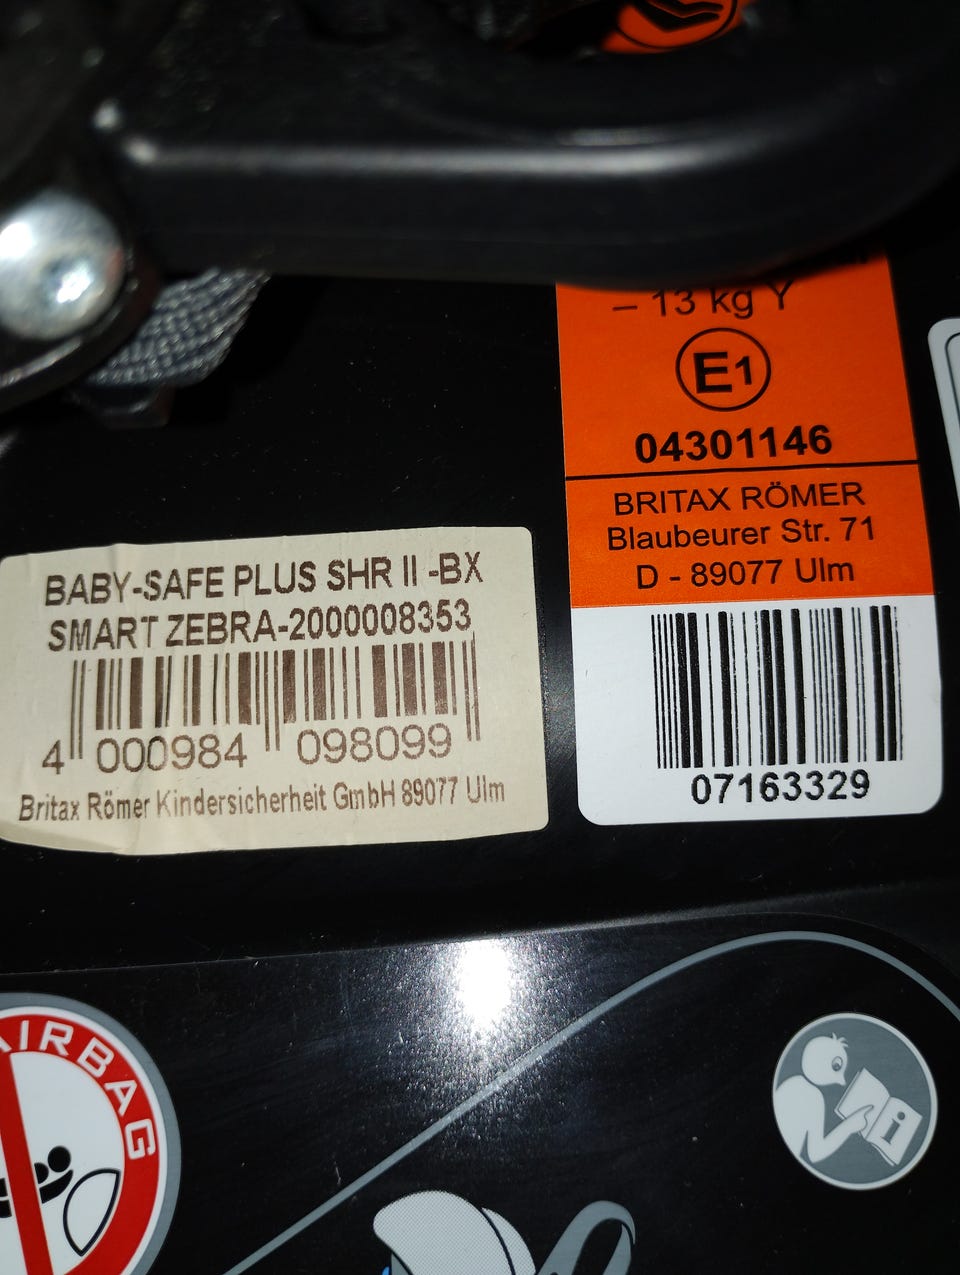 – 13 kg Y
E1
04301146
BRITAX RÖMER
Blaubeurer Str. 71
D - 89077 Ulm
07163329
BABY-SAFE PLUS SHR II -BX
SMART ZEBRA-2000008353
4 000984 098099
Britax Römer Kindersicherheit GmbH 89077 Ulm
AIRBAG
i